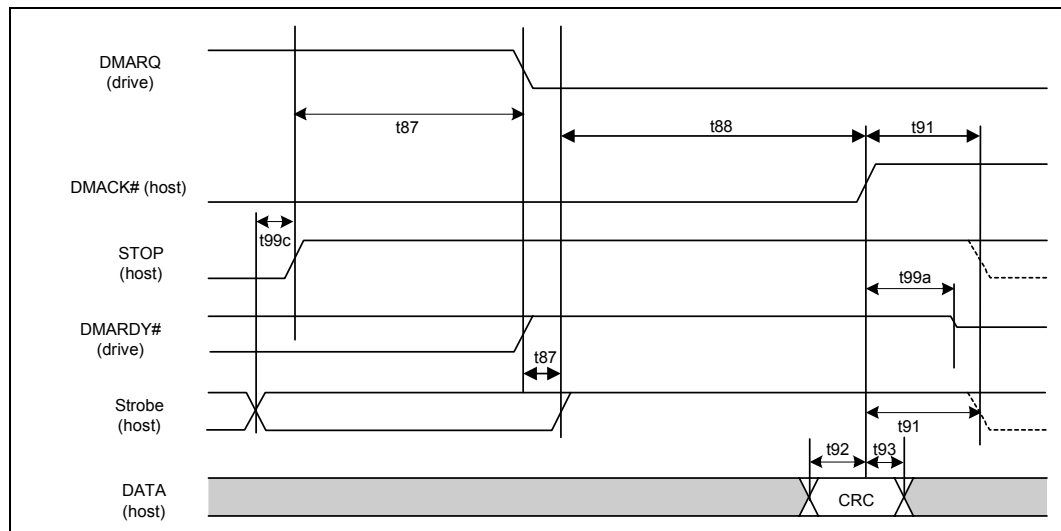 DMARQ
(drive)
t87
t88
t91
DMACK# (host)
t99c
STOP
(host)
t99a
DMARDY#
(drive)
t87
Strobe
(host)
t91
t92
t93
DATA
(host)
CRC